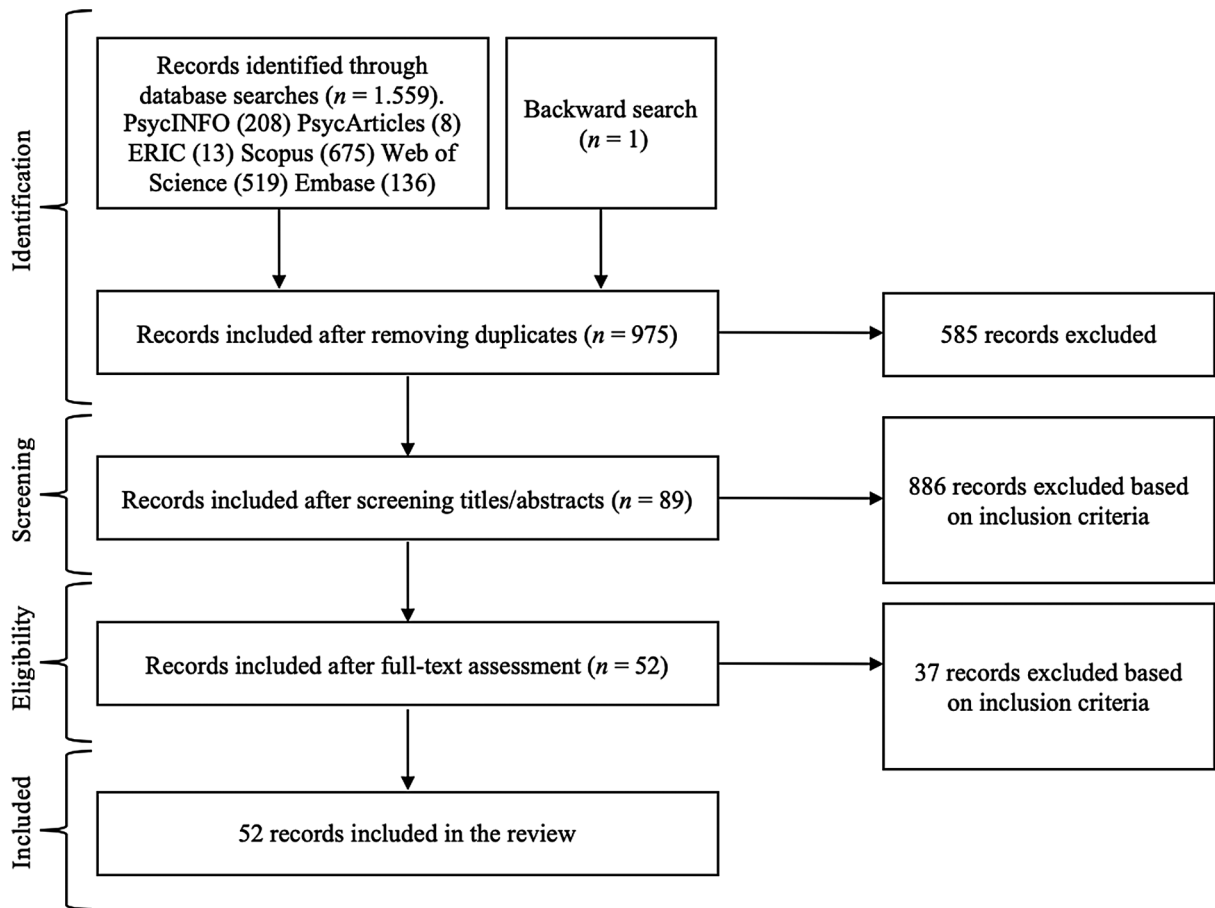 Identification
Records identified through
database searches (n = 1.559).
PsycINFO (208) PsycArticles (8)
ERIC (13) Scopus (675) Web of
Science (519) Embase (136)
Backward search
(n = 1)
Records included after removing duplicates (n = 975)
585 records excluded
Screening
Records included after screening titles/abstracts (n = 89)
886 records excluded based
on inclusion criteria
Eligibility
Records included after full-text assessment (n = 52)
37 records excluded based
on inclusion criteria
Included
52 records included in the review